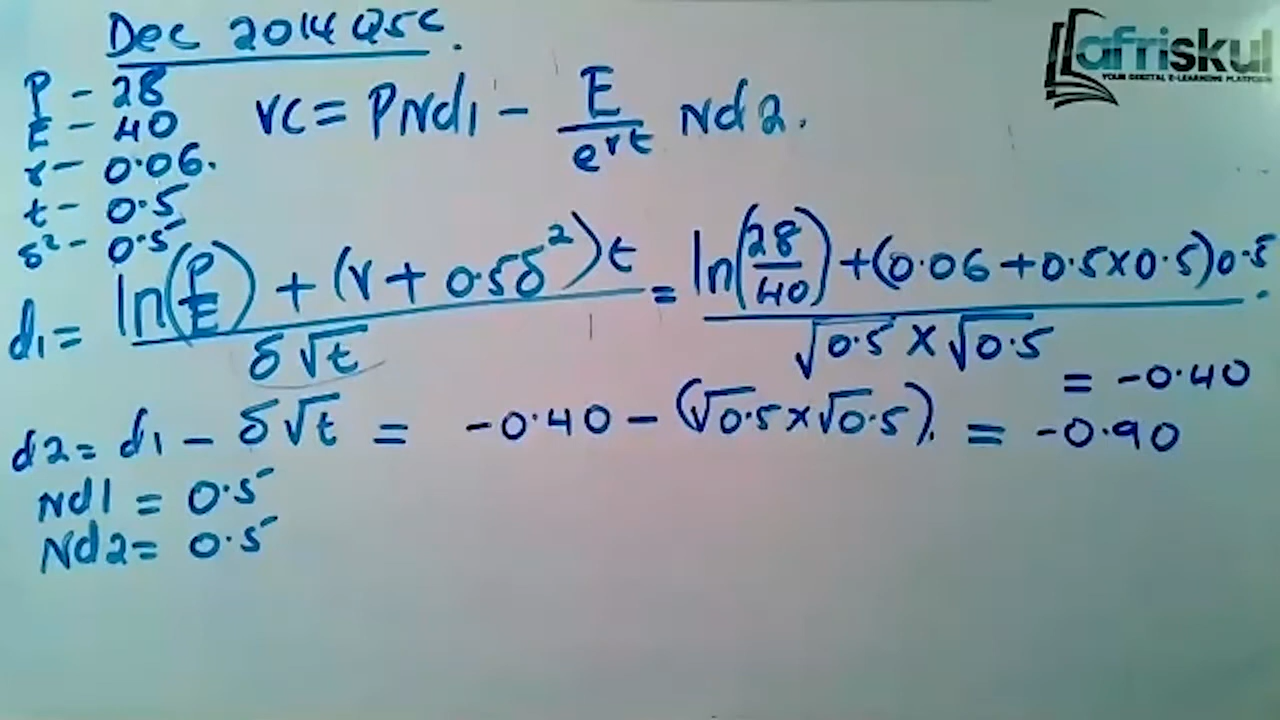 Dec 2014 Q5c.
afriskul
YOUR DIGITAL E-LEARNING PLATFORM
P - 28
E - 40
r - 0.06.
t - 0.5
δ² - 0.5
VC = PNd1 - E/e^rt Nd2.
d1 = ln(P/E) + (r + 0.5δ²)t / δ√t = ln(28/40) + (0.06 + 0.5 × 0.5)0.5 / √0.5 × √0.5 .
= -0.40
d2 = d1 - δ√t = -0.40 - (√0.5 × √0.5). = -0.90
Nd1 = 0.5
Nd2 = 0.5